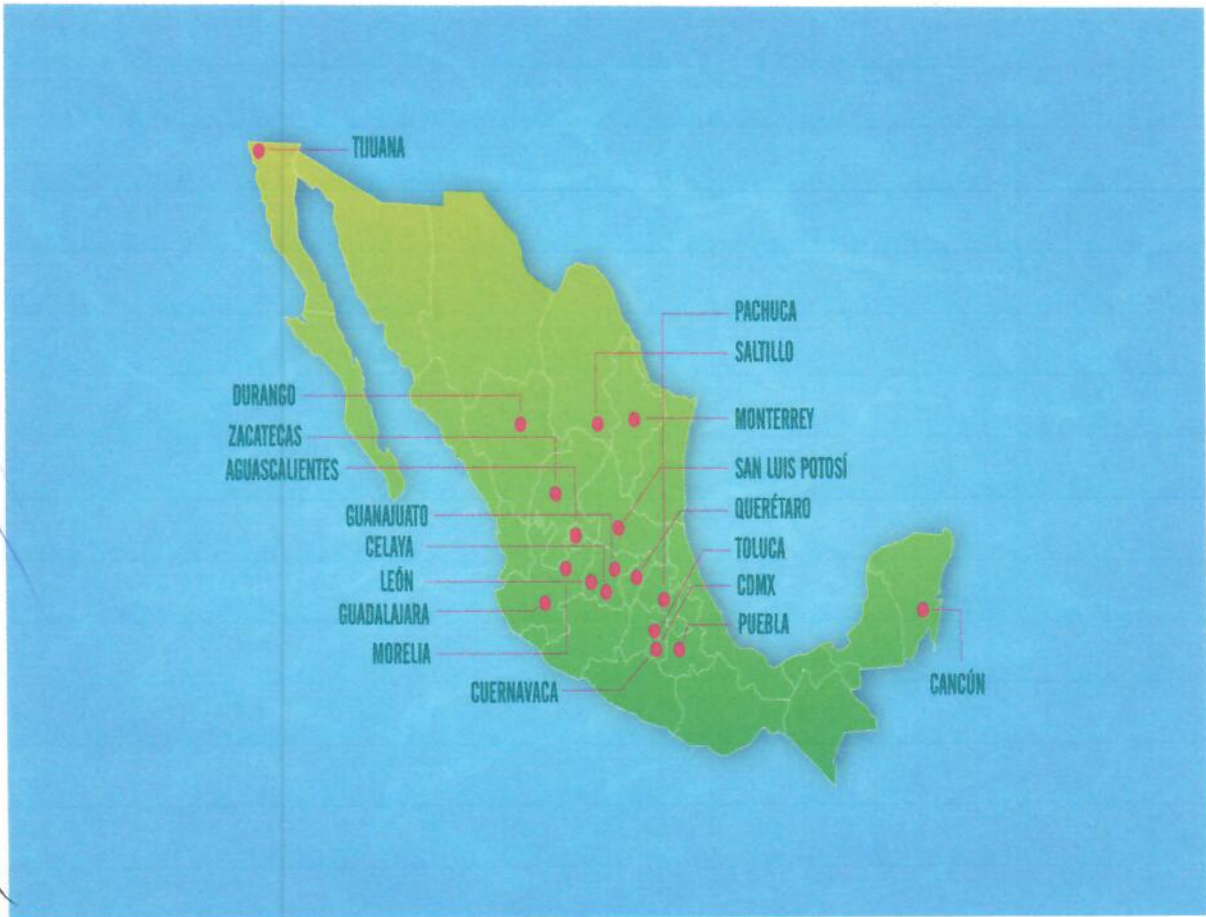 TIJUANA
PACHUCA
SALTILLO
DURANGO
MONTERREY
ZACATECAS
AGUASCALIENTES
SAN LUIS POTOSÍ
GUANAJUATO
QUERÉTARO
CELAYA
TOLUCA
LEÓN
CDMX
GUADALAJARA
PUEBLA
MORELIA
CUERNAVACA
CANCÚN